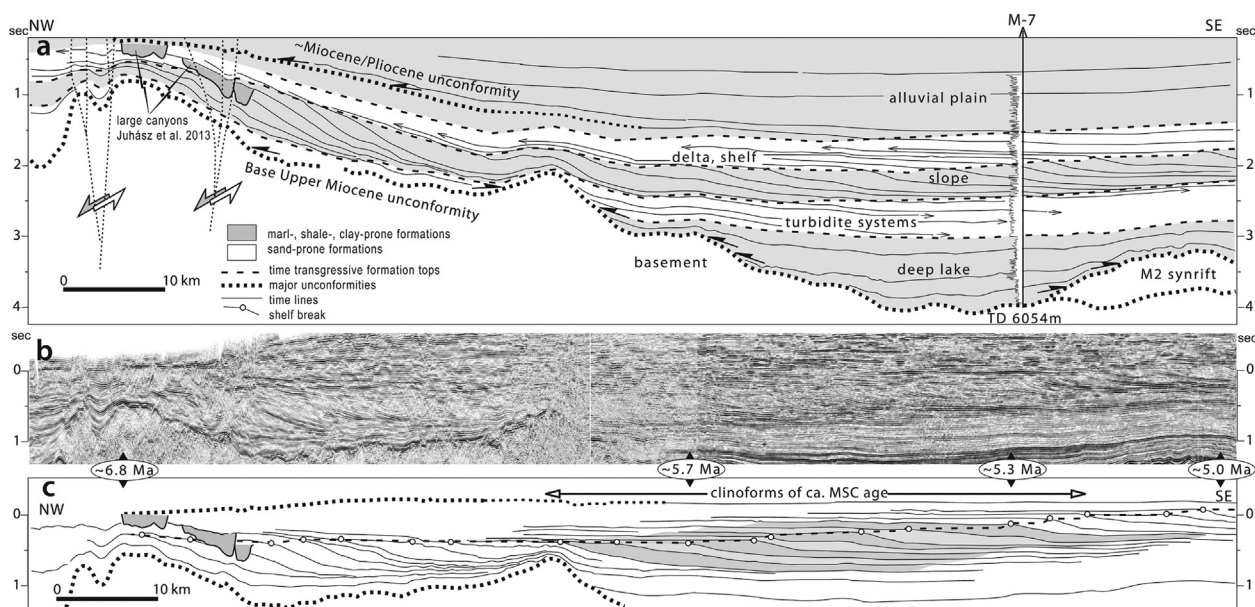 NW
M-7
SE
sec
a
sec
~Miocene/Pliocene unconformity
alluvial plain
1
1
large canyons
Juhász et al. 2013
delta, shelf
2
2
slope
Base Upper Miocene unconformity
turbidite systems
marl-, shale-, clay-prone formations
sand-prone formations
3
3
basement
deep lake
M2 synrift
0
10 km
time transgressive formation tops
major unconformities
time lines
shelf break
4
4
TD 6054m
sec
b
sec
0
0
1
1
~6.8 Ma
~5.7 Ma
~5.3 Ma
~5.0 Ma
c
NW
clinoforms of ca. MSC age
SE
0
0
0
10 km
1
1